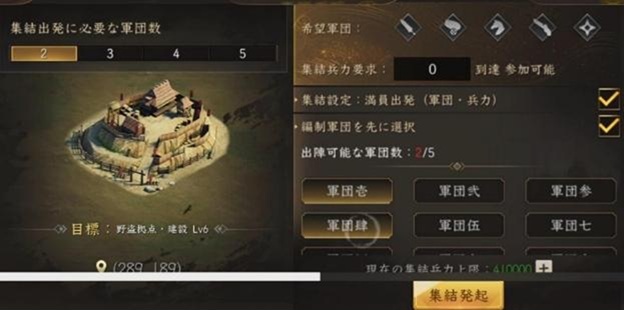 集結出発に必要な軍団数
2 3 4 5
目標：野盗拠点・建設 Lv6
(289, 189)
希望軍団：
集結兵力要求： 0 到達 参加可能
集結設定：満員出発（軍団・兵力）
編制軍団を先に選択
出陣可能な軍団数：2/5
軍団壱 軍団弐 軍団参
軍団肆 軍団伍 軍団七
現在の集結兵力上限：410000 +
集結発起